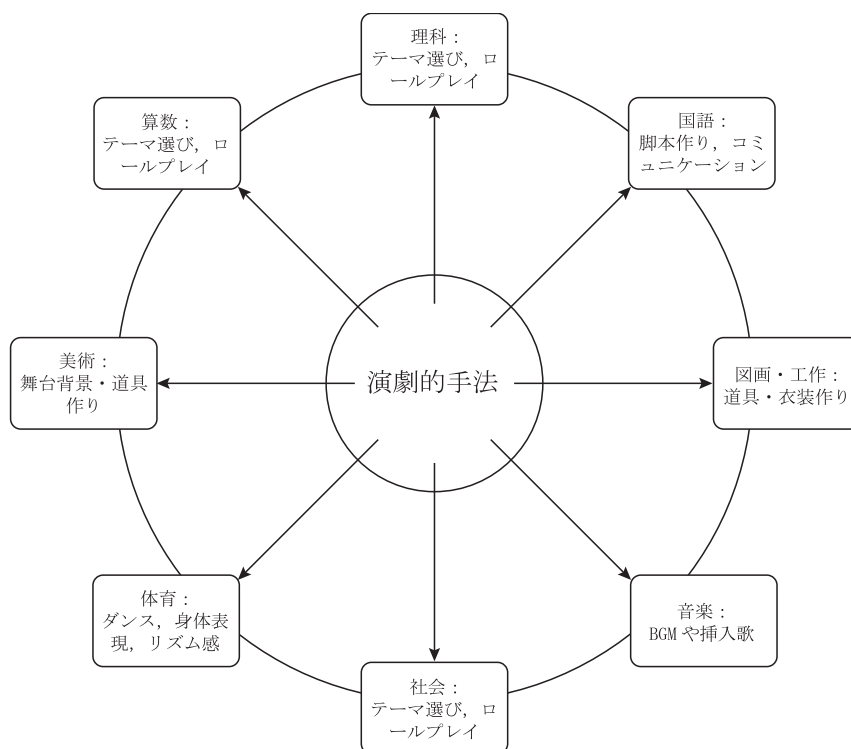 理科：
テーマ選び，ロ
ールプレイ
国語：
脚本作り，コミ
ュニケーション
図画・工作：
道具・衣装作り
音楽：
BGMや挿入歌
社会：
テーマ選び，ロ
ールプレイ
体育：
ダンス，身体表
現，リズム感
美術：
舞台背景・道具
作り
算数：
テーマ選び，ロ
ールプレイ
演劇的手法